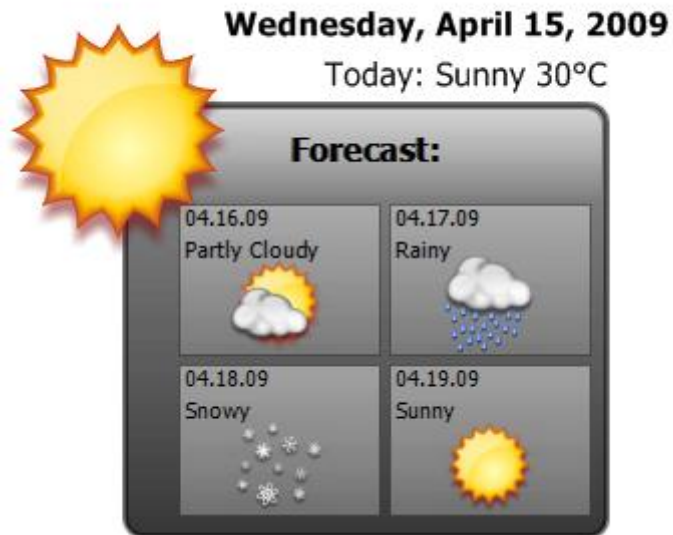 Wednesday, April 15, 2009
Today: Sunny 30°C
Forecast:
04.16.09
Partly Cloudy
04.17.09
Rainy
04.18.09
Snowy
04.19.09
Sunny